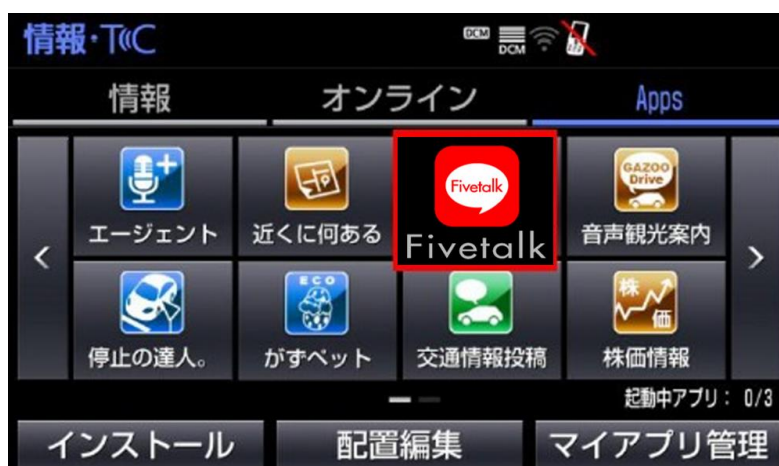 情報・T(((C
DCM DCM
情報 オンライン Apps
Fivetalk GAZOO Drive
エージェント 近くに何ある Fivetalk 音声観光案内
< >
ECO 株価
停止の達人。 がずペット 交通情報投稿 株価情報
起動中アプリ: 0/3
インストール 配置編集 マイアプリ管理